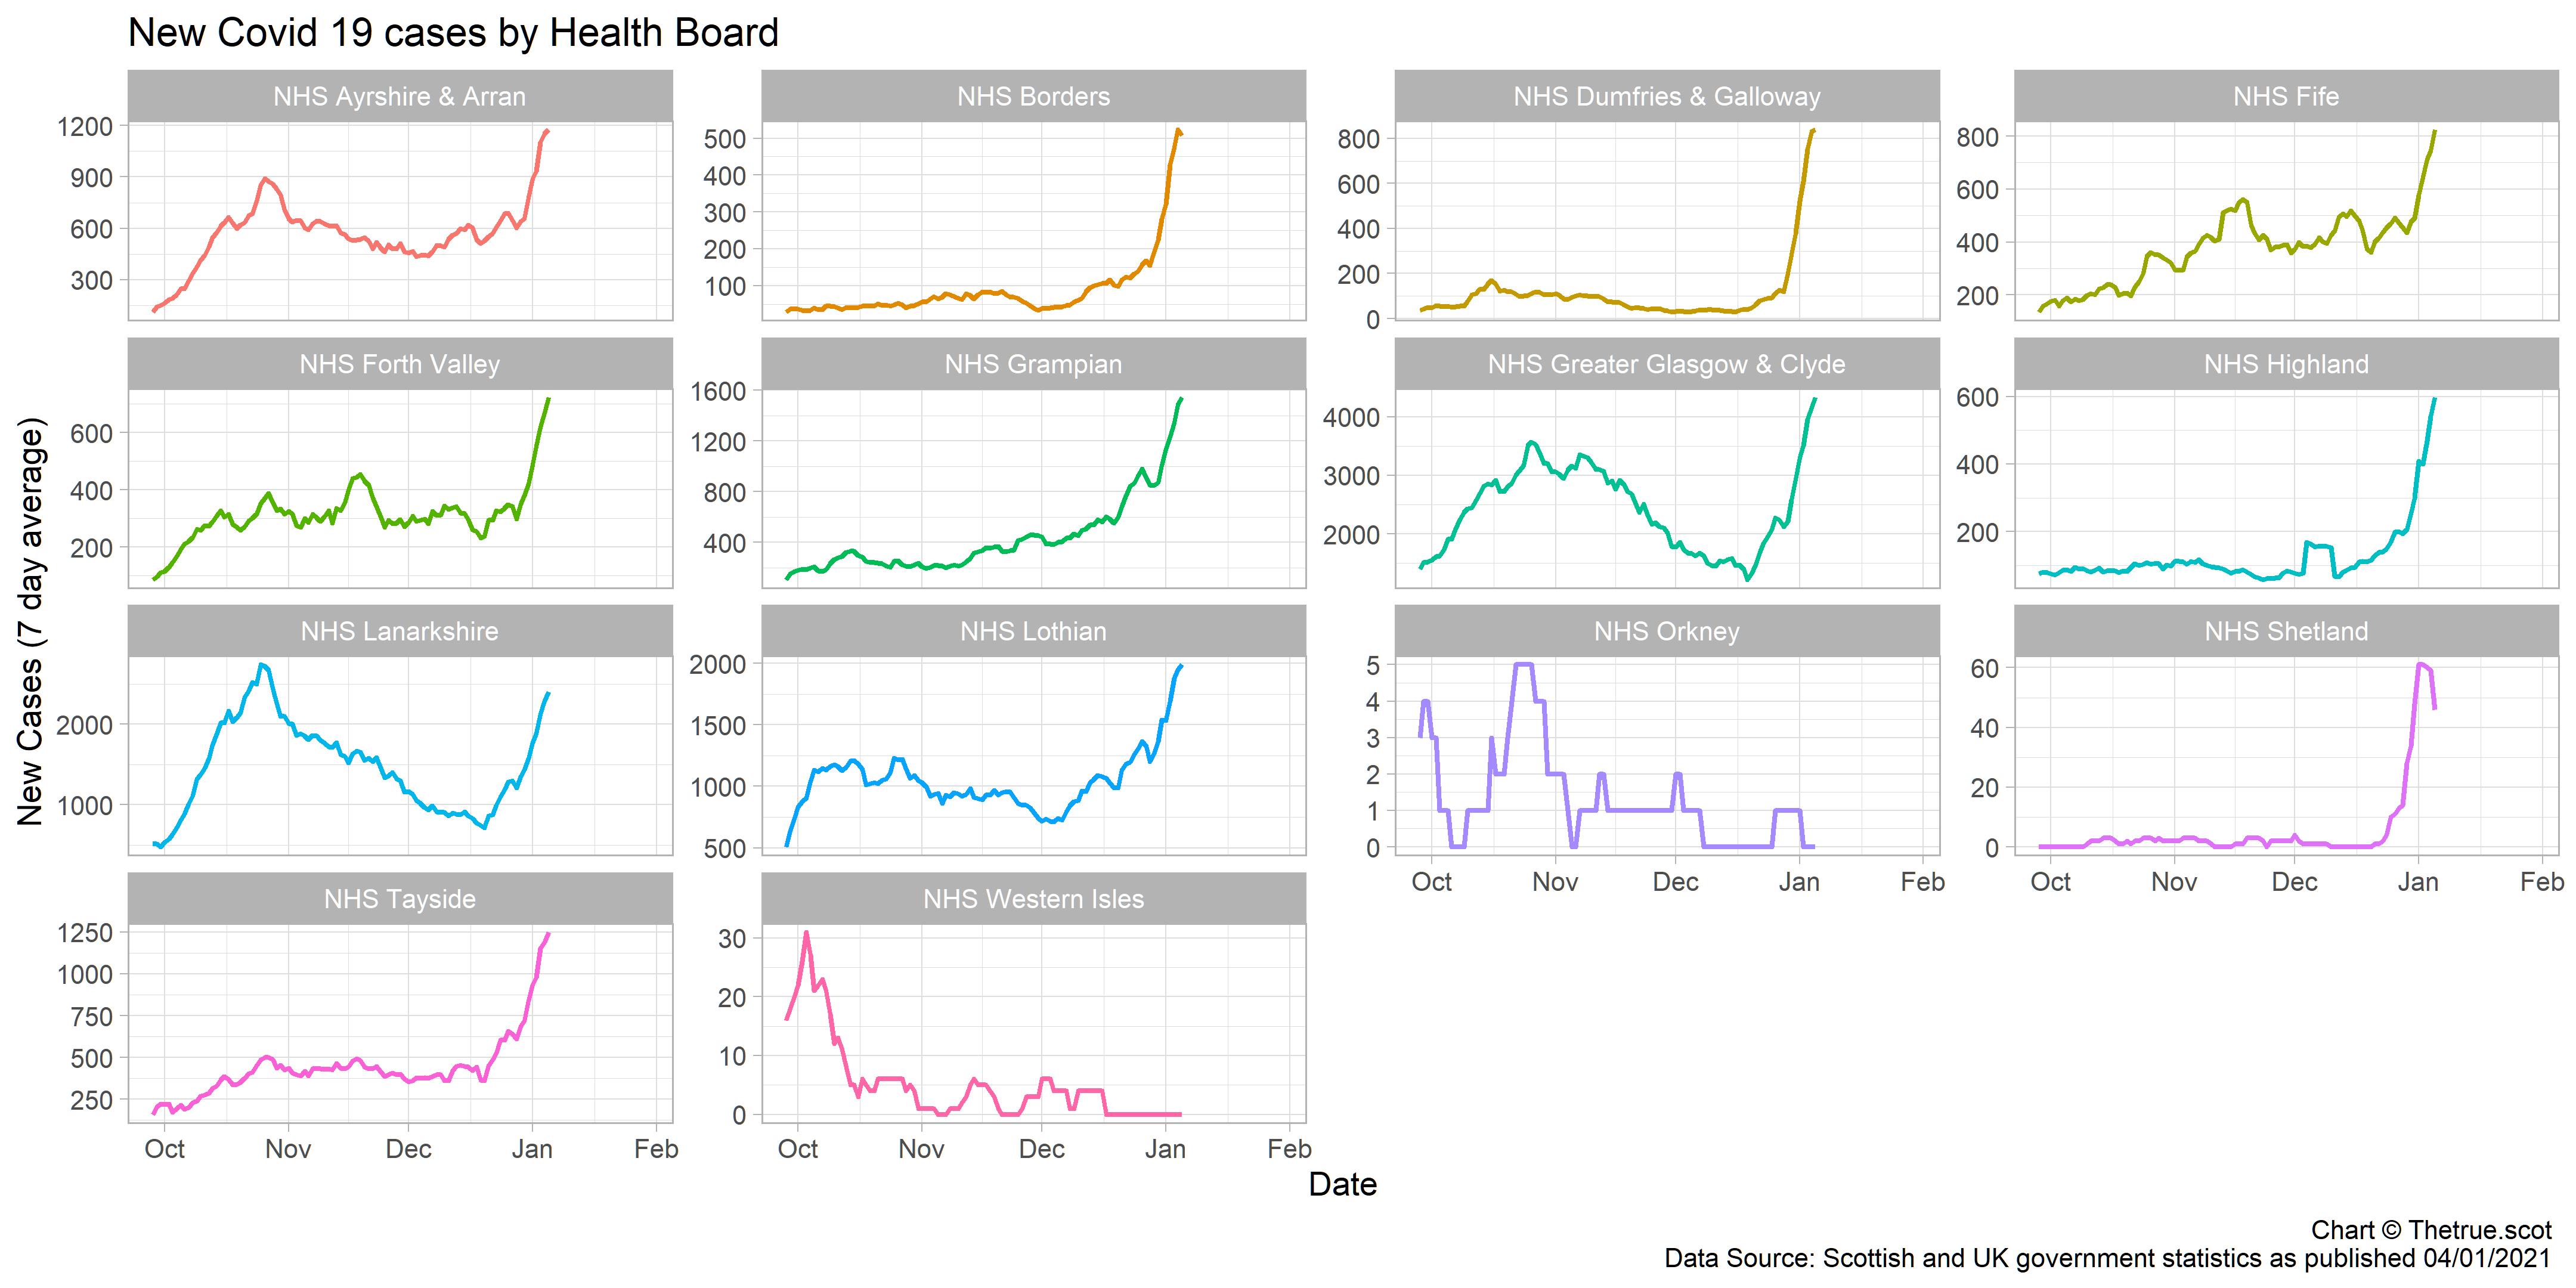 New Covid 19 cases by Health Board
NHS Ayrshire & Arran
NHS Borders
NHS Dumfries & Galloway
NHS Fife
1200
900
600
300
500
400
300
200
100
800
600
400
200
0
800
600
400
200
NHS Forth Valley
NHS Grampian
NHS Greater Glasgow & Clyde
NHS Highland
600
400
200
1600
1200
800
400
4000
3000
2000
600
400
200
NHS Lanarkshire
NHS Lothian
NHS Orkney
NHS Shetland
2000
1000
2000
1500
1000
500
5
4
3
2
1
0
60
40
20
0
Oct Nov Dec Jan Feb
Oct Nov Dec Jan Feb
NHS Tayside
NHS Western Isles
1250
1000
750
500
250
30
20
10
0
Oct Nov Dec Jan Feb
Oct Nov Dec Jan Feb
New Cases (7 day average)
Date
Chart © Thetrue.scot
Data Source: Scottish and UK government statistics as published 04/01/2021